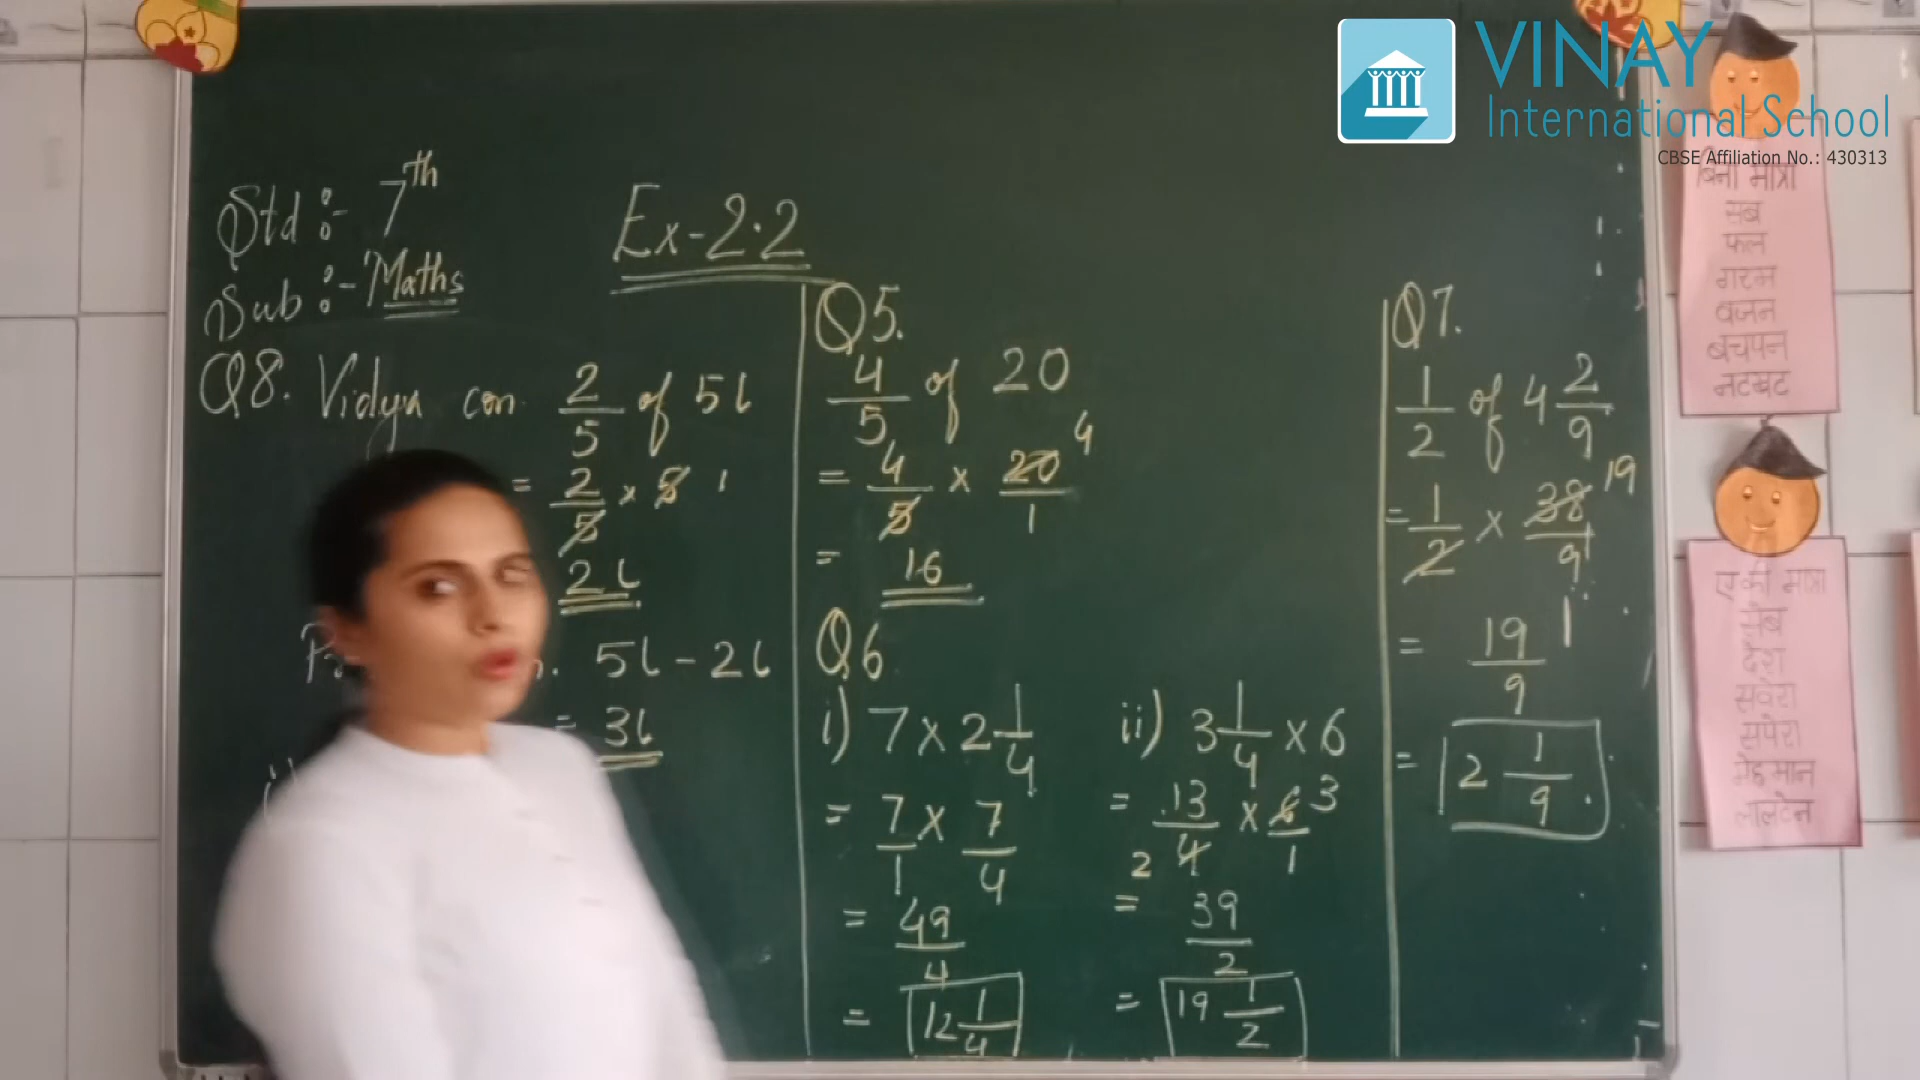 VINAY
International School
CBSE Affiliation No.: 430313
Std :- 7th
Sub :- Maths
Ex-2.2
Q8. Vidya con. 2/5 of 5l
= 2/5 × 5 1
2l
5l - 2l
= 3l
Q5.
4/5 of 20
= 4/5 × 20/1 4
= 16
Q6
i) 7 × 2 1/4
= 7/1 × 7/4
= 49/4
= 12 1/4
ii) 3 1/4 × 6
= 13/4 × 6/1 3
2
= 39/2
= 19 1/2
Q7.
1/2 of 4 2/9
= 1/2 × 38/9 19
1
= 19/9
= 2 1/9.
बिना मात्रा
सब
फल
गरम
वजन
बचपन
नटखट
ए की मात्रा
सेब
सवेरा
सपेरा
मेहमान
लालटेन